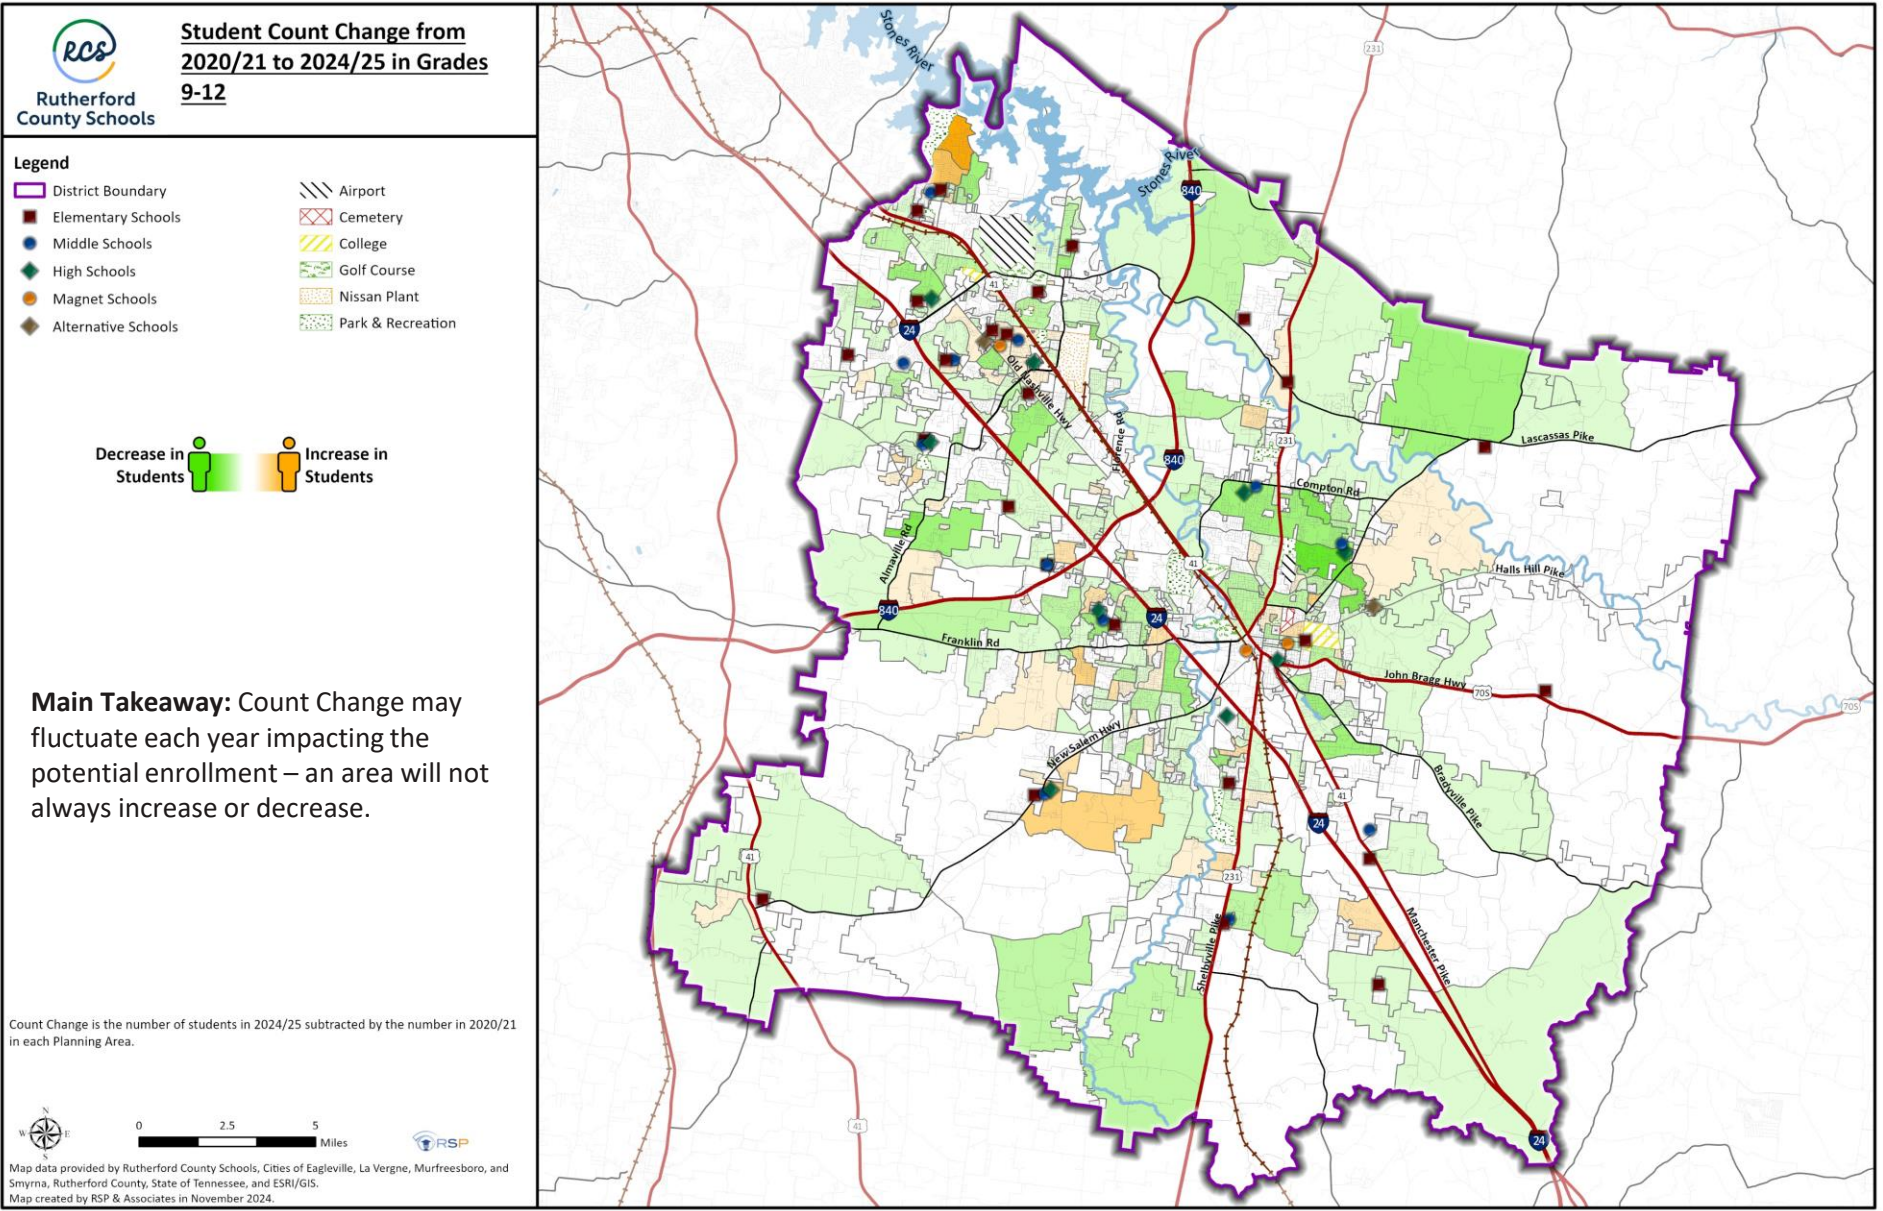 RCS
Rutherford
County Schools
Student Count Change from
2020/21 to 2024/25 in Grades
9-12
Legend
District Boundary
Elementary Schools
Middle Schools
High Schools
Magnet Schools
Alternative Schools
Airport
Cemetery
College
Golf Course
Nissan Plant
Park & Recreation
Decrease in
Students
Increase in
Students
Main Takeaway: Count Change may
fluctuate each year impacting the
potential enrollment – an area will not
always increase or decrease.
Count Change is the number of students in 2024/25 subtracted by the number in 2020/21
in each Planning Area.
N
W E
S
0 2.5 5
Miles
RSP
Map data provided by Rutherford County Schools, Cities of Eagleville, La Vergne, Murfreesboro, and
Smyrna, Rutherford County, State of Tennessee, and ESRI/GIS.
Map created by RSP & Associates in November 2024.
Stones River
231
Stones River
840
41
24
Old Nashville Hwy
Florence Rd
231
Lascassas Pike
840
Compton Rd
Almaville Rd
41
Halls Hill Pike
840
24
Franklin Rd
John Bragg Hwy
70S
70S
New Salem Hwy
Bradyville Pike
41
24
41
231
Shelbyville Pike
Manchester Pike
41
24